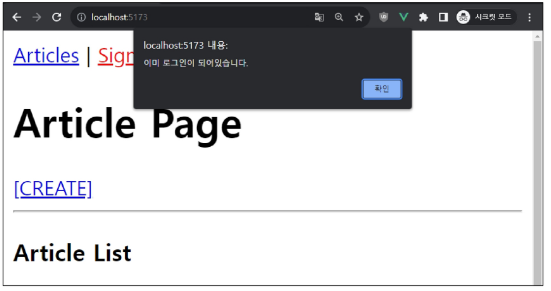 localhost:5173
시크릿 모드
localhost:5173 내용:
이미 로그인이 되어있습니다.
확인
Articles | Sign
Article Page
[CREATE]
Article List